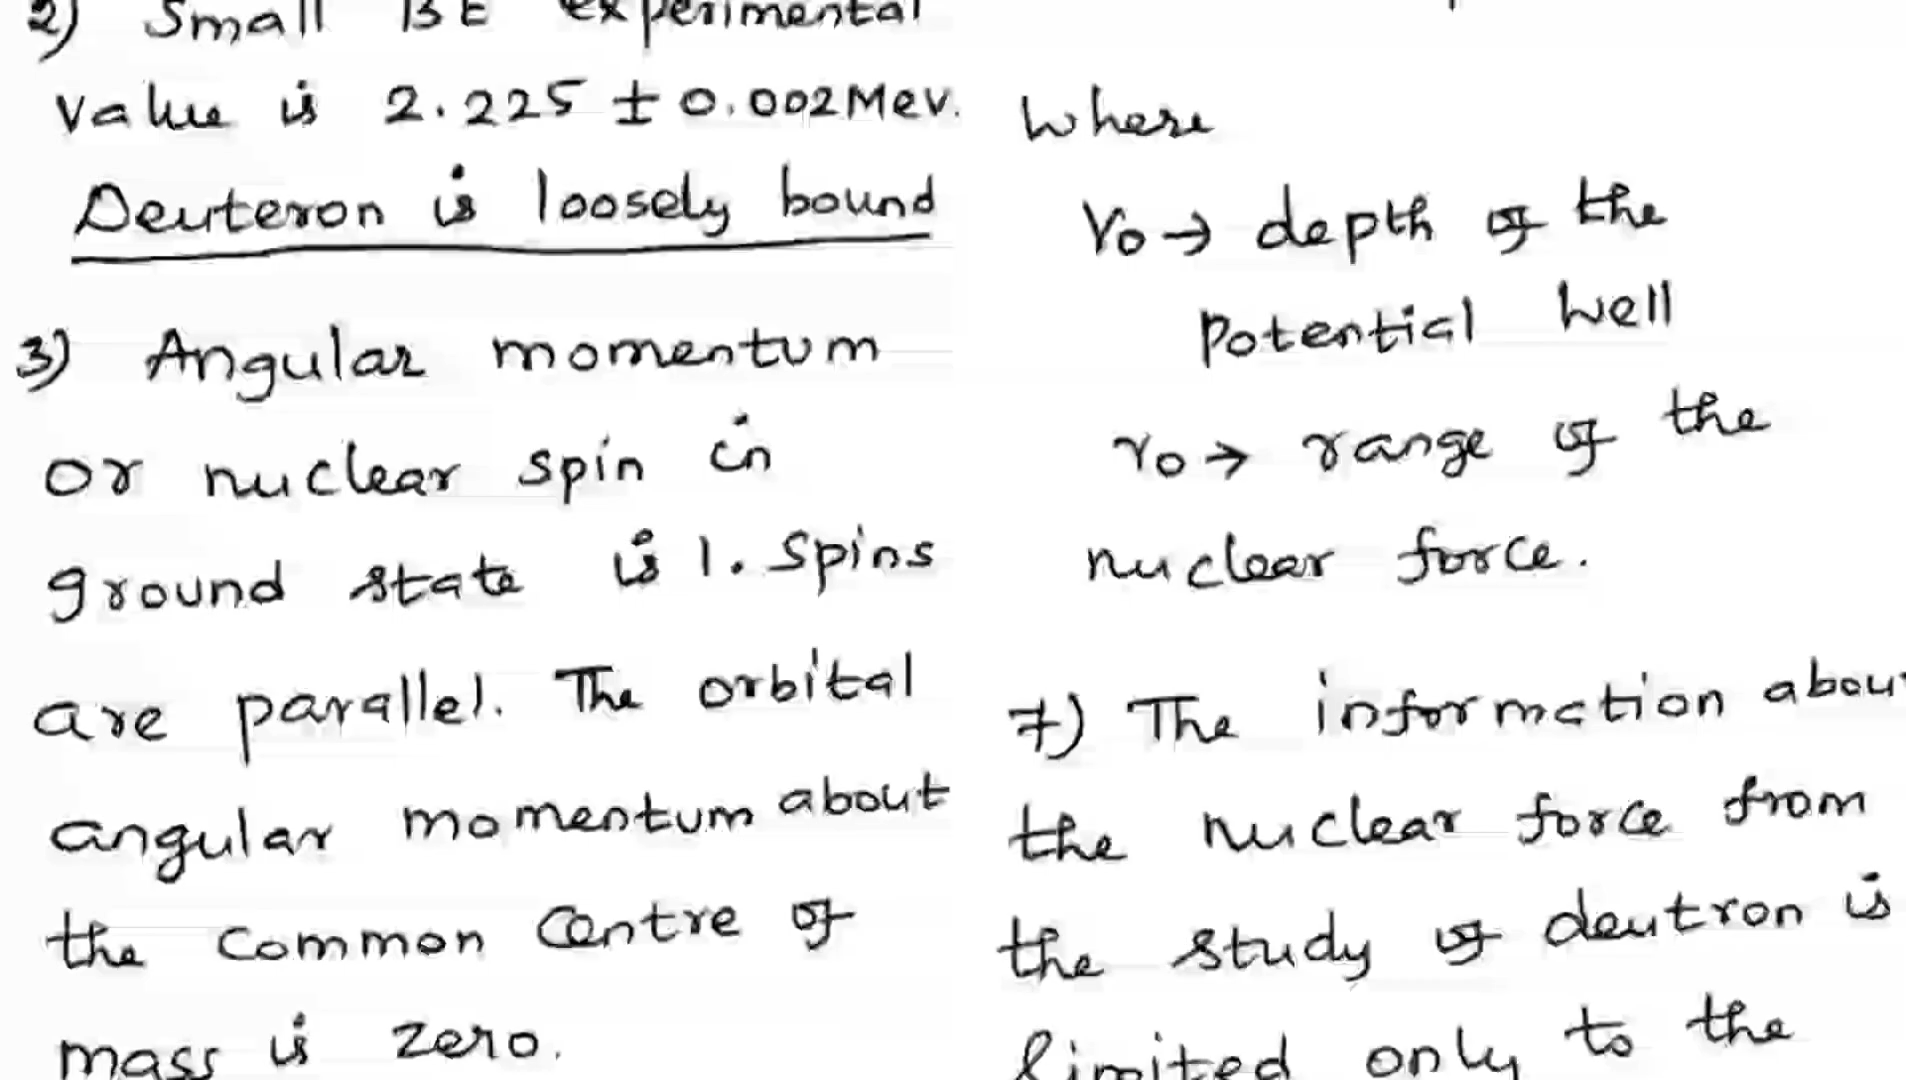 2) Small BE experimental
value is 2.225 ± 0.002 Mev.
Deuteron is loosely bound
3) Angular momentum
or nuclear spin in
ground state is 1. Spins
are parallel. The orbital
angular momentum about
the common Centre of
mass is zero.
where
V0 → depth of the
Potential well
r0 → range of the
nuclear force.
7) The information about
the nuclear force from
the study of deutron is
limited only to the